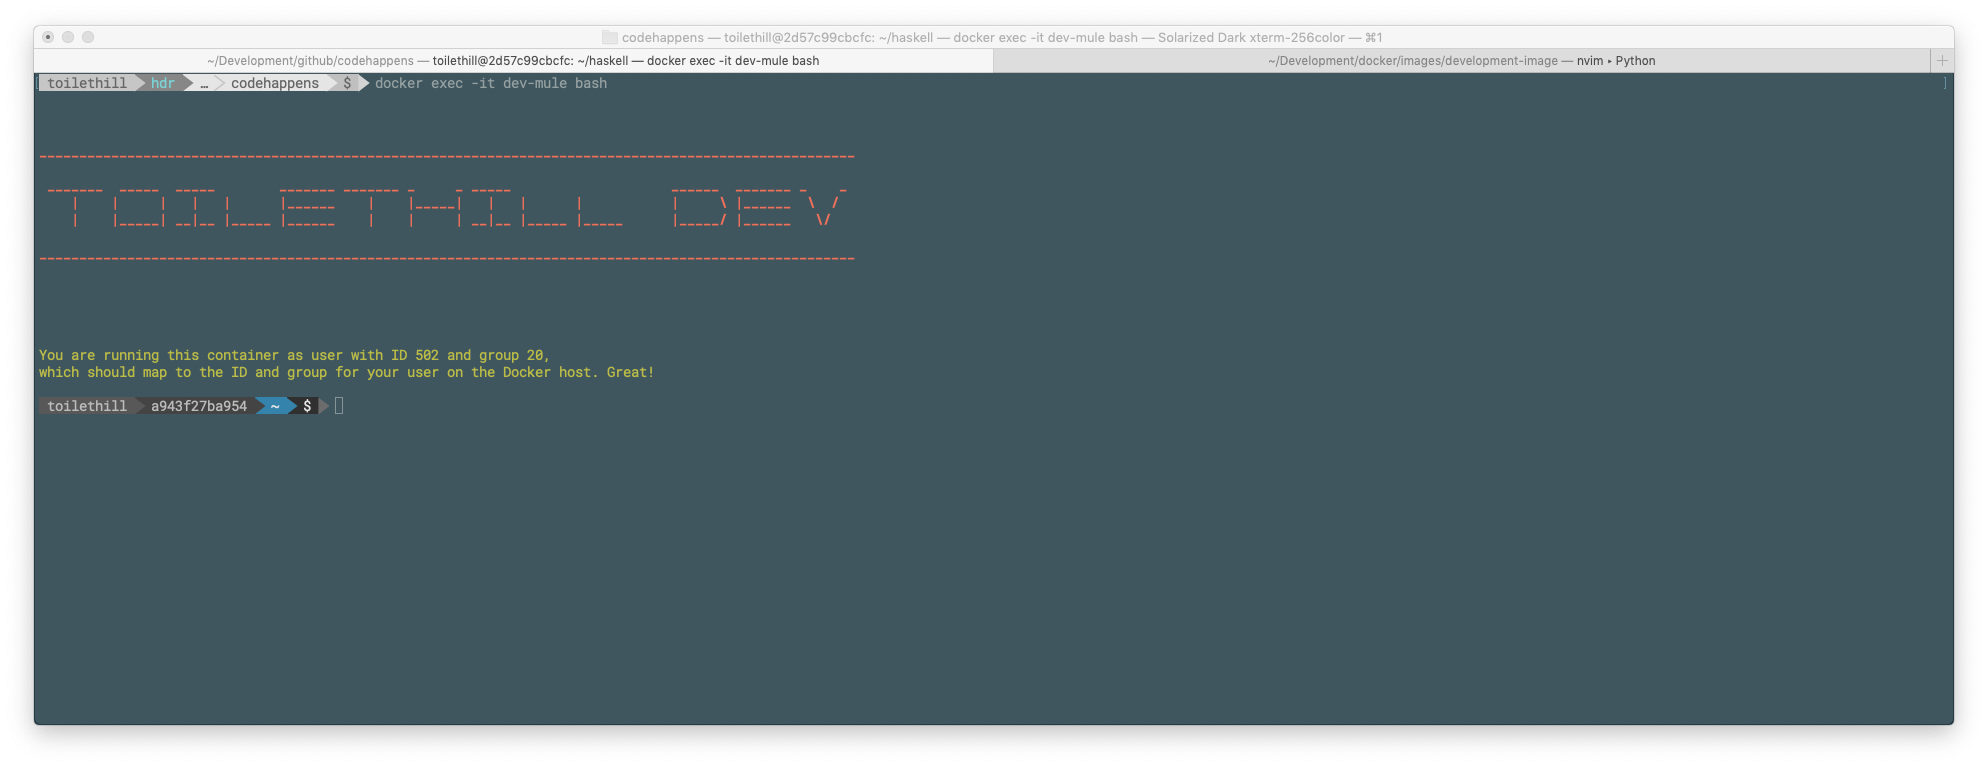 codehappens — toilethill@2d57c99cbcfc: ~/haskell — docker exec -it dev-mule bash — Solarized Dark xterm-256color — ⌘1
~/Development/github/codehappens — toilethill@2d57c99cbcfc: ~/haskell — docker exec -it dev-mule bash
~/Development/docker/images/development-image — nvim ▸ Python
toilethill hdr … codehappens $ docker exec -it dev-mule bash
TOILETHILL DEV
You are running this container as user with ID 502 and group 20,
which should map to the ID and group for your user on the Docker host. Great!
toilethill a943f27ba954 ~ $